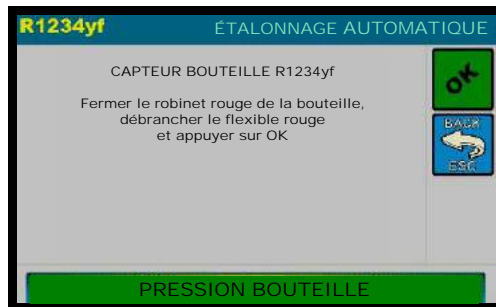 R1234yf
ÉTALONNAGE AUTOMATIQUE
CAPTEUR BOUTEILLE R1234yf
Fermer le robinet rouge de la bouteille,
débrancher le flexible rouge
et appuyer sur OK
OK
BACK
ESC
PRESSION BOUTEILLE